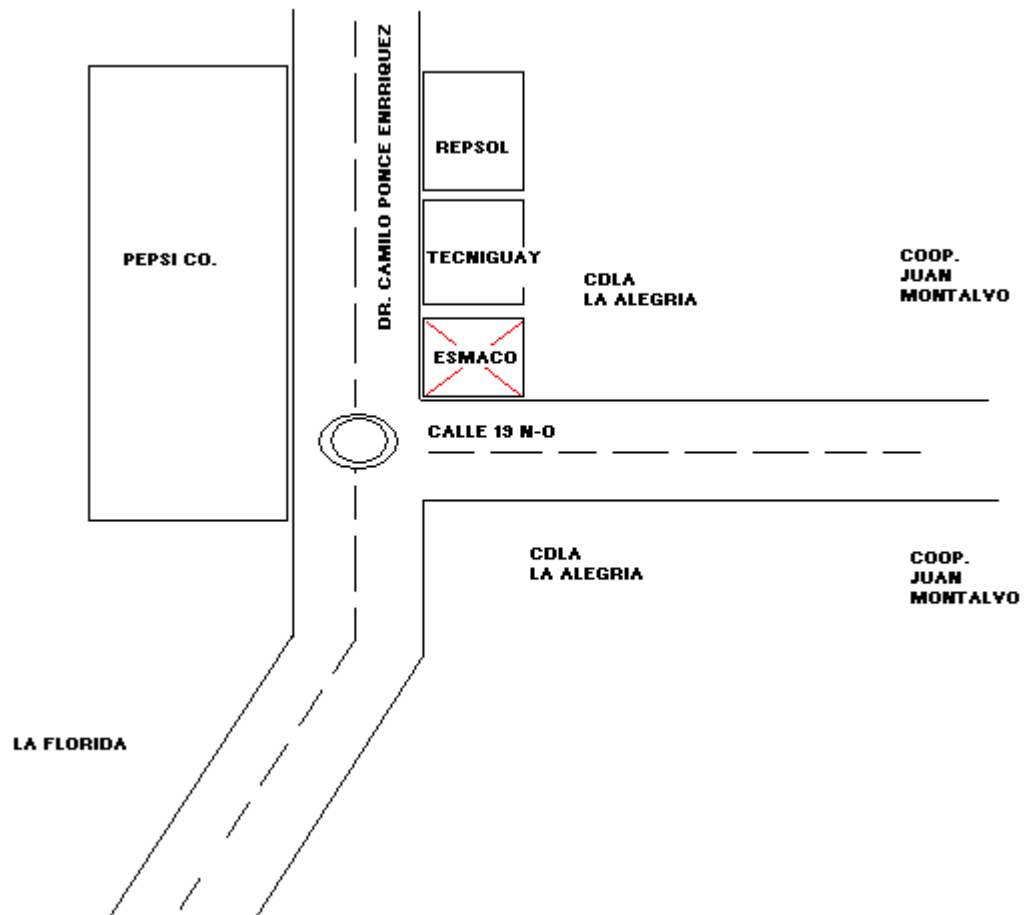 DR. CAMILO PONCE ENRRIQUEZ
REPSOL
PEPSI CO.
TECNIGUAY
CDLA
LA ALEGRIA
COOP.
JUAN
MONTALVO
ESMACO
CALLE 19 N-O
CDLA
LA ALEGRIA
COOP.
JUAN
MONTALVO
LA FLORIDA